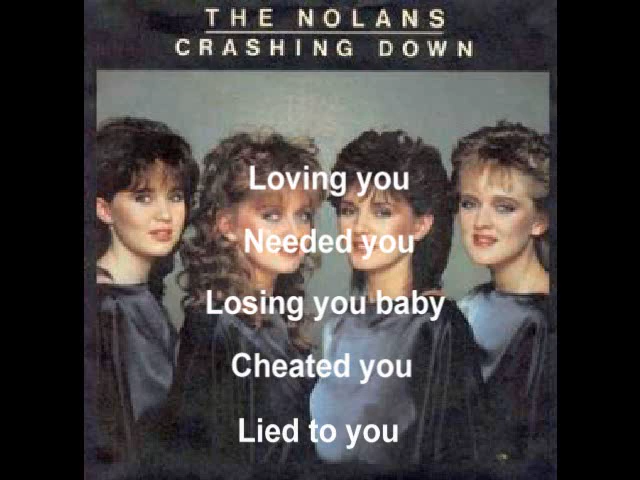 THE NOLANS
CRASHING DOWN
Loving you
Needed you
Losing you baby
Cheated you
Lied to you